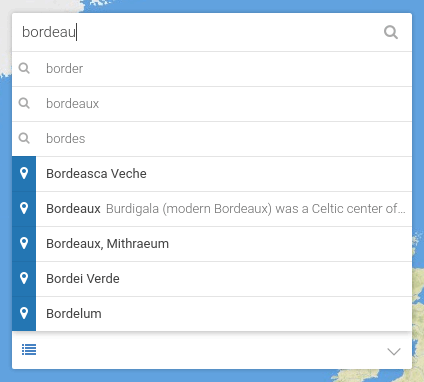 bordeau
border
bordeaux
bordes
Bordeasca Veche
Bordeaux Burdigala (modern Bordeaux) was a Celtic center of...
Bordeaux, Mithraeum
Bordei Verde
Bordelum